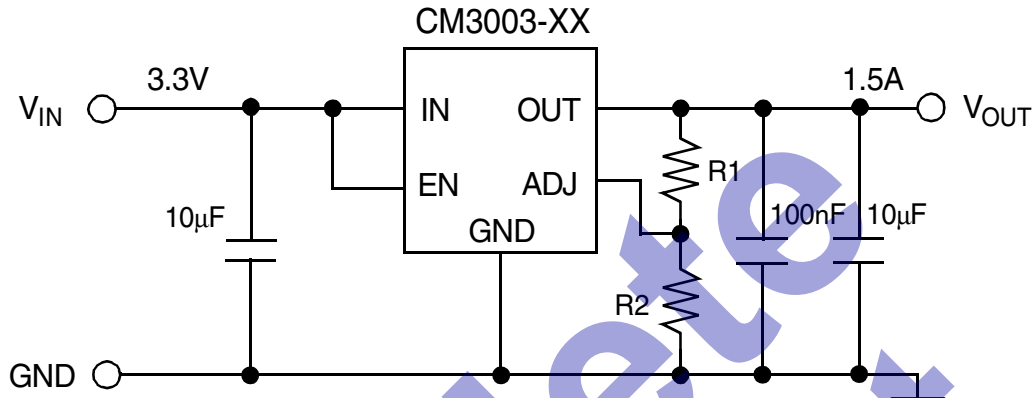 CM3003-XX
3.3V
1.5A
VIN
IN
OUT
VOUT
EN
ADJ
R1
10µF
GND
100nF
10µF
R2
GND